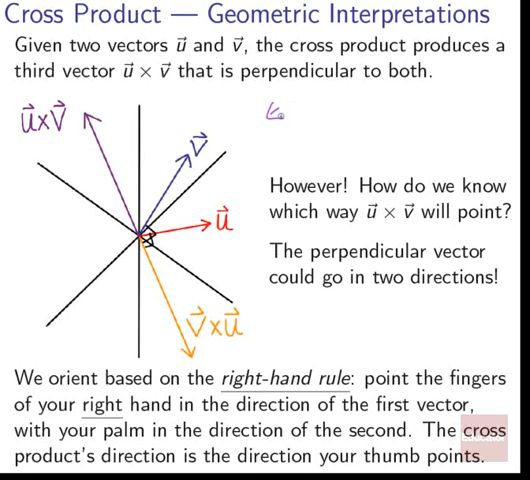 Cross Product — Geometric Interpretations
Given two vectors u⃗ and v⃗, the cross product produces a
third vector u⃗ × v⃗ that is perpendicular to both.
u⃗xv⃗
v⃗
u⃗
v⃗xu⃗
However! How do we know
which way u⃗ × v⃗ will point?
The perpendicular vector
could go in two directions!
We orient based on the right-hand rule: point the fingers
of your right hand in the direction of the first vector,
with your palm in the direction of the second. The cross
product's direction is the direction your thumb points.